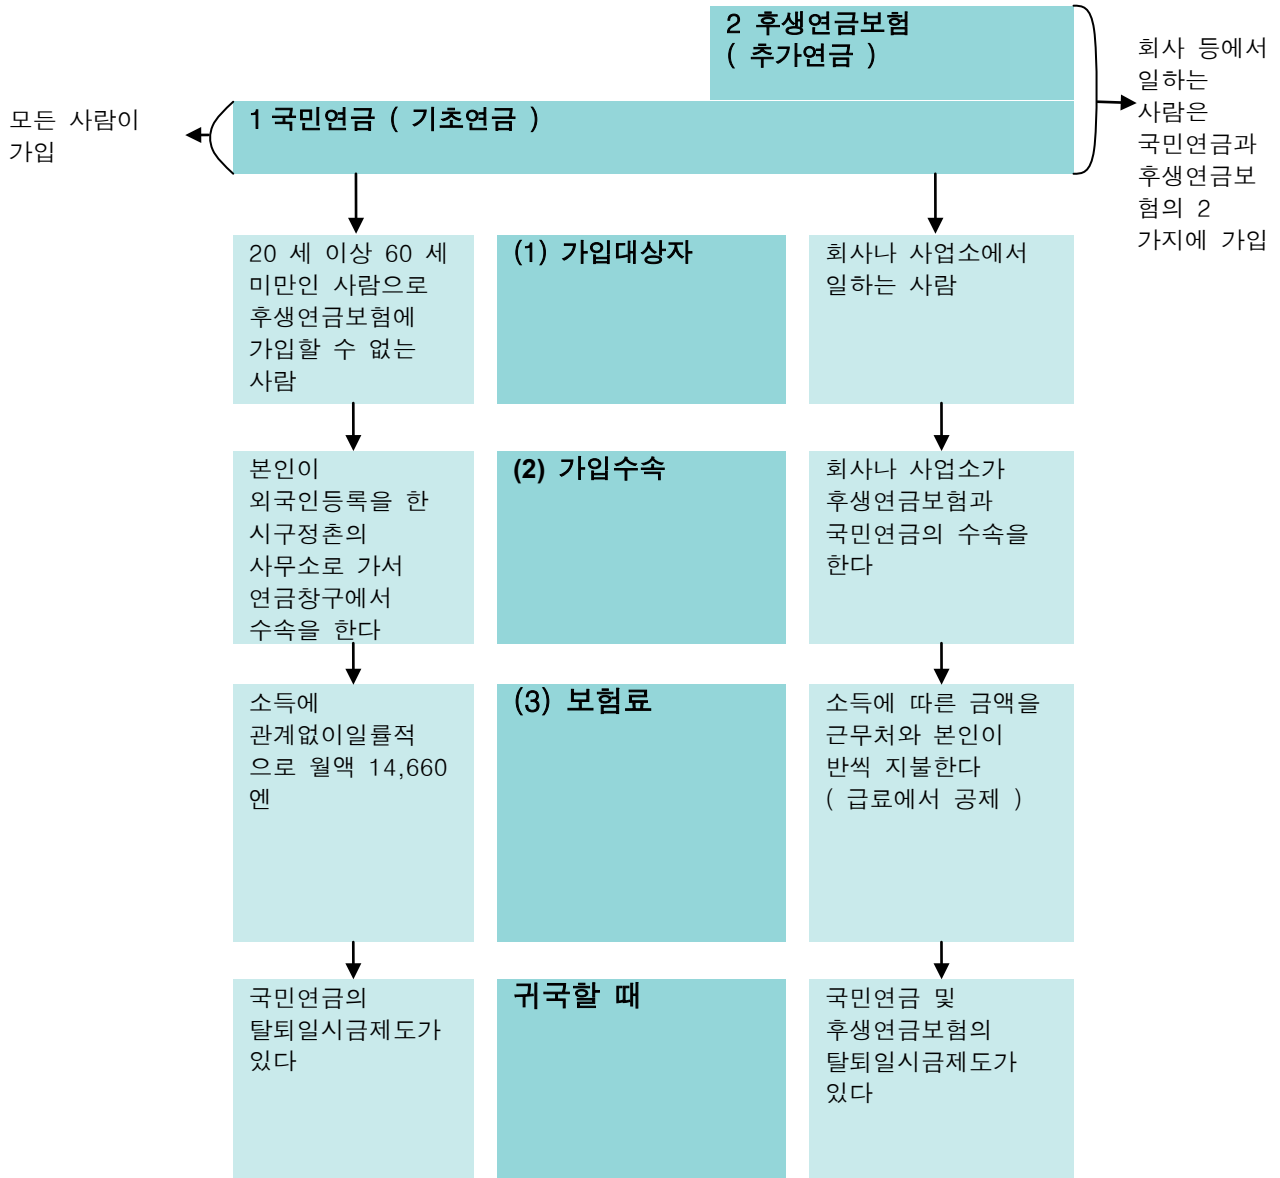 2 후생연금보험
( 추가연금 )
회사 등에서
일하는
사람은
국민연금과
후생연금보
험의 2
가지에 가입
모든 사람이
가입
1 국민연금 ( 기초연금 )
20 세 이상 60 세
미만인 사람으로
후생연금보험에
가입할 수 없는
사람
(1) 가입대상자
회사나 사업소에서
일하는 사람
본인이
외국인등록을 한
시구정촌의
사무소로 가서
연금창구에서
수속을 한다
(2) 가입수속
회사나 사업소가
후생연금보험과
국민연금의 수속을
한다
소득에
관계없이일률적
으로 월액 14,660
엔
(3) 보험료
소득에 따른 금액을
근무처와 본인이
반씩 지불한다
( 급료에서 공제 )
국민연금의
탈퇴일시금제도가
있다
귀국할 때
국민연금 및
후생연금보험의
탈퇴일시금제도가
있다